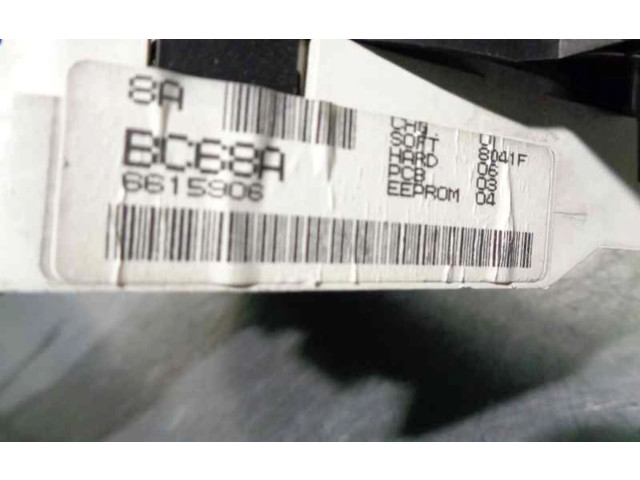 8A
BC68A
6615906
CHG. 01
SOFT 8041F
HARD 06
PCB 03
EEPROM 04